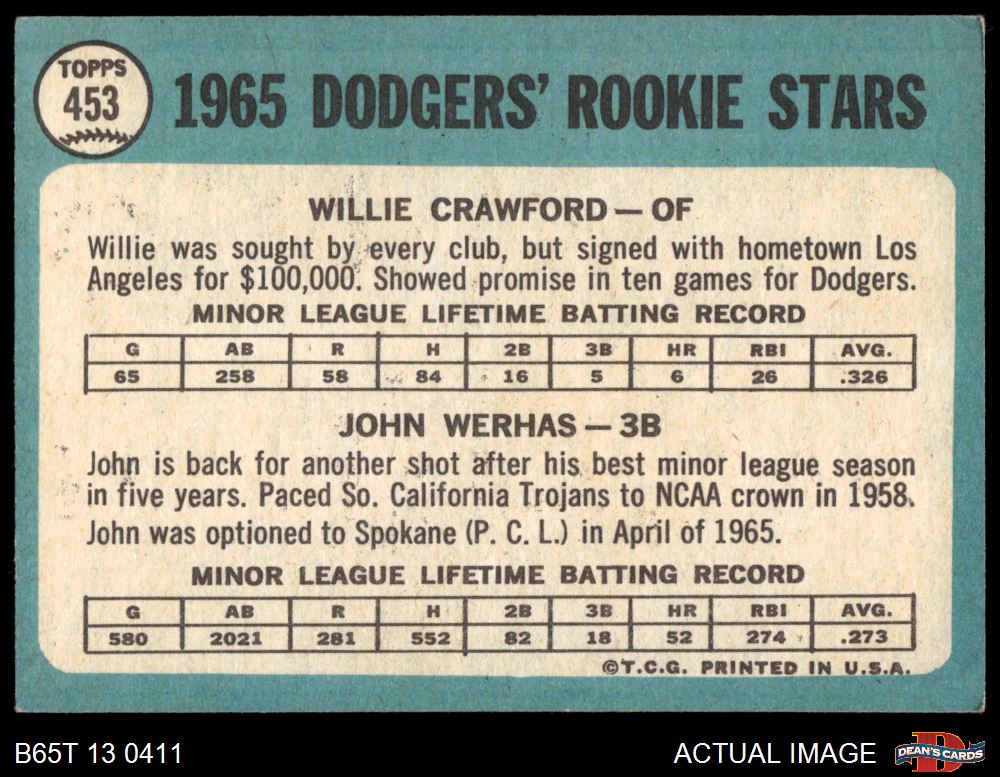 TOPPS
453
1965 DODGERS' ROOKIE STARS
WILLIE CRAWFORD — OF
Willie was sought by every club, but signed with hometown Los
Angeles for $100,000. Showed promise in ten games for Dodgers.
MINOR LEAGUE LIFETIME BATTING RECORD
G AB R H 2B 3B HR RBI AVG.
65 258 58 84 16 5 6 26 .326
JOHN WERHAS — 3B
John is back for another shot after his best minor league season
in five years. Paced So. California Trojans to NCAA crown in 1958.
John was optioned to Spokane (P. C. L.) in April of 1965.
MINOR LEAGUE LIFETIME BATTING RECORD
G AB R H 2B 3B HR RBI AVG.
580 2021 281 552 82 18 52 274 .273
©T.C.G. PRINTED IN U.S.A.
B65T 13 0411
ACTUAL IMAGE
DEAN'S CARDS